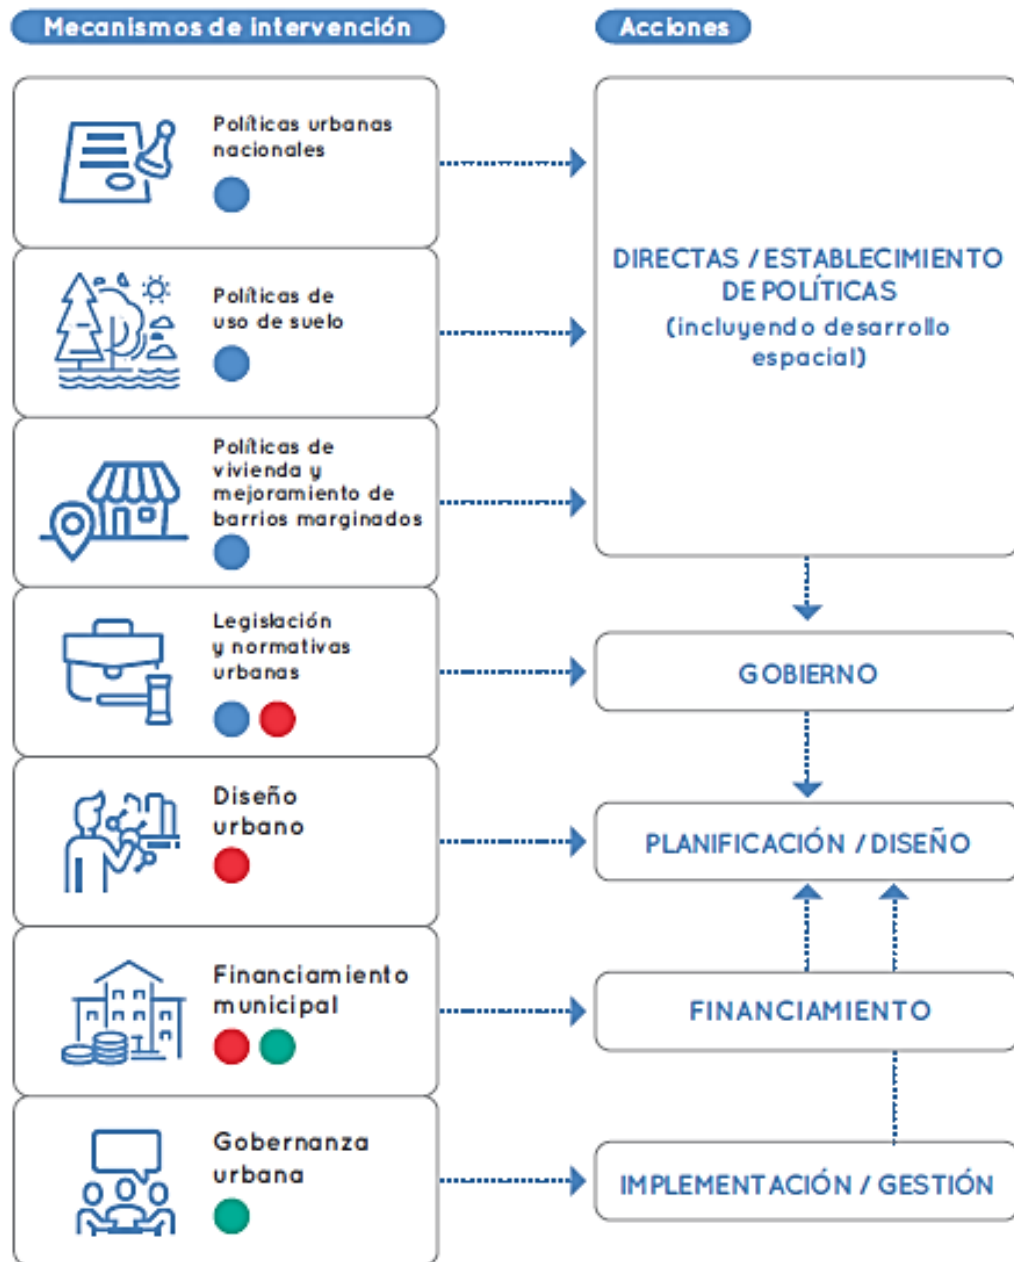 Mecanismos de intervención
Acciones
Políticas urbanas
nacionales
Políticas de
uso de suelo
Políticas de
vivienda y
mejoramiento de
barrios marginados
Legislación
y normativas
urbanas
Diseño
urbano
Financiamiento
municipal
Gobernanza
urbana
DIRECTAS / ESTABLECIMIENTO
DE POLÍTICAS
(incluyendo desarrollo
espacial)
GOBIERNO
PLANIFICACIÓN / DISEÑO
FINANCIAMIENTO
IMPLEMENTACIÓN / GESTIÓN